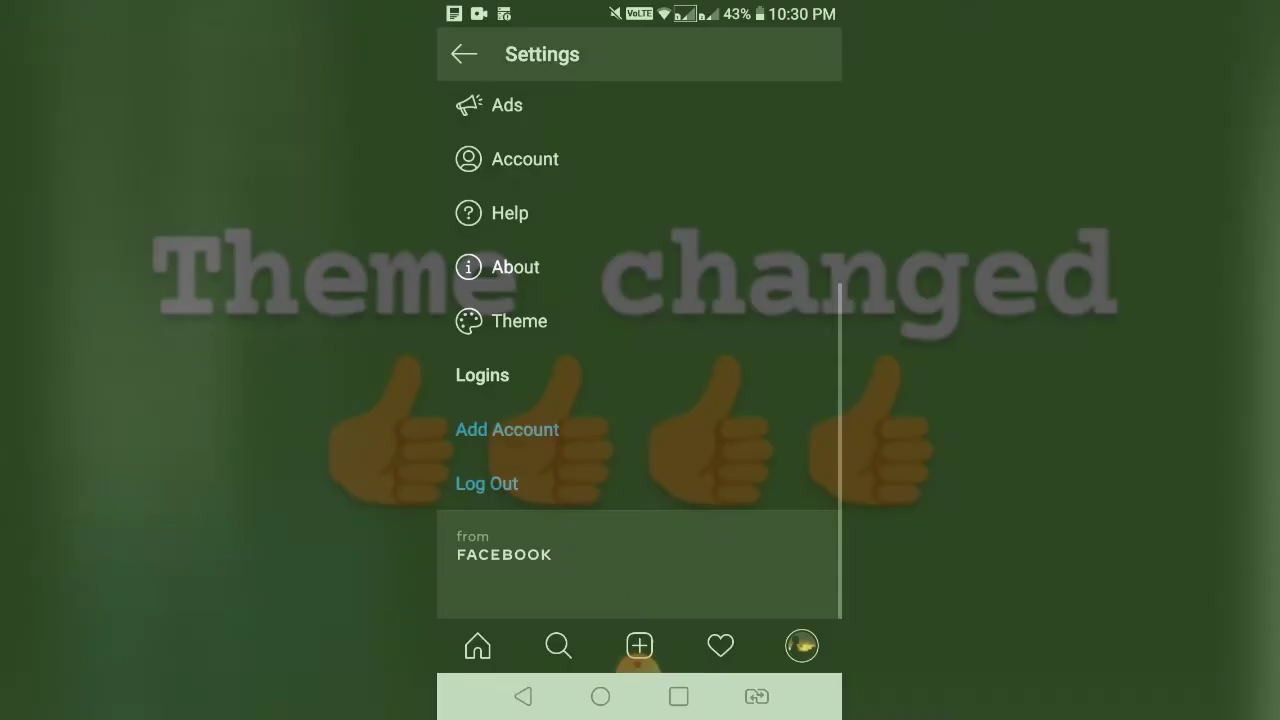 VoLTE 43% 10:30 PM
Settings
Ads
Account
Help
About
Theme changed
Theme
Logins
Add Account
Log Out
from
FACEBOOK